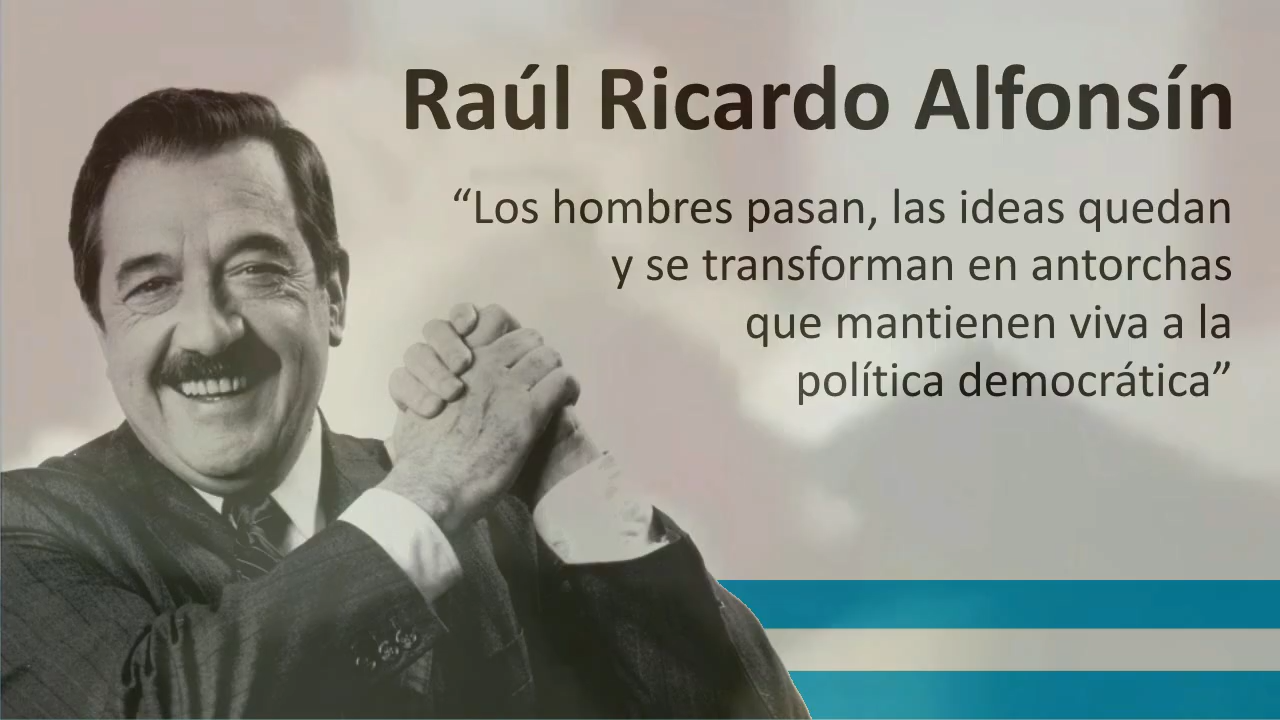 Raúl Ricardo Alfonsín
“Los hombres pasan, las ideas quedan
y se transforman en antorchas
que mantienen viva a la
política democrática”